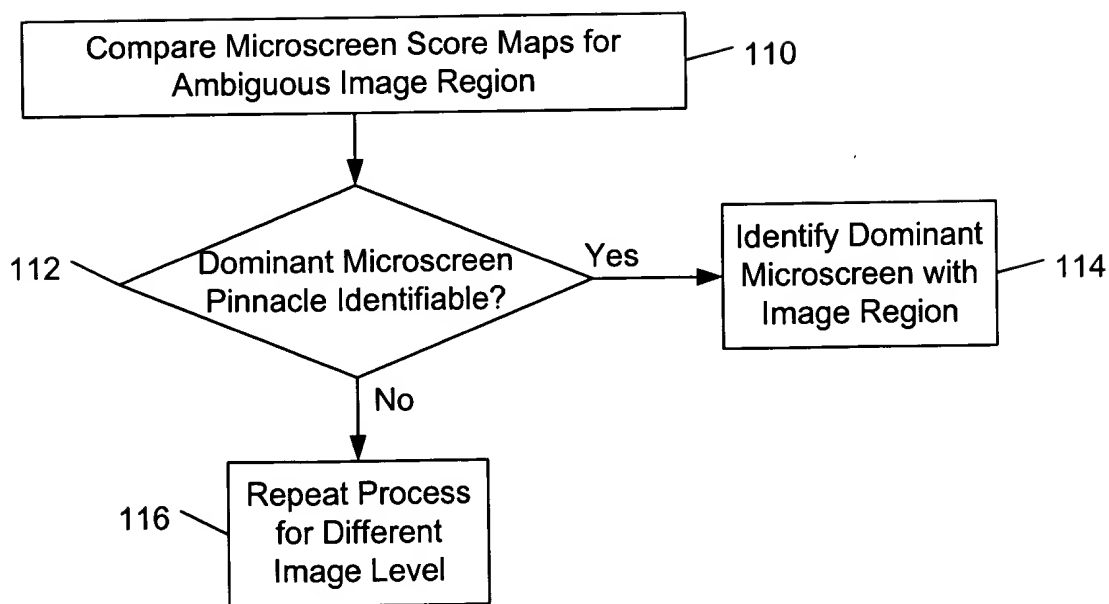 Compare Microscreen Score Maps for
Ambiguous Image Region
110
112
Dominant Microscreen
Pinnacle Identifiable?
Yes
Identify Dominant
Microscreen with
Image Region
114
No
116
Repeat Process
for Different
Image Level